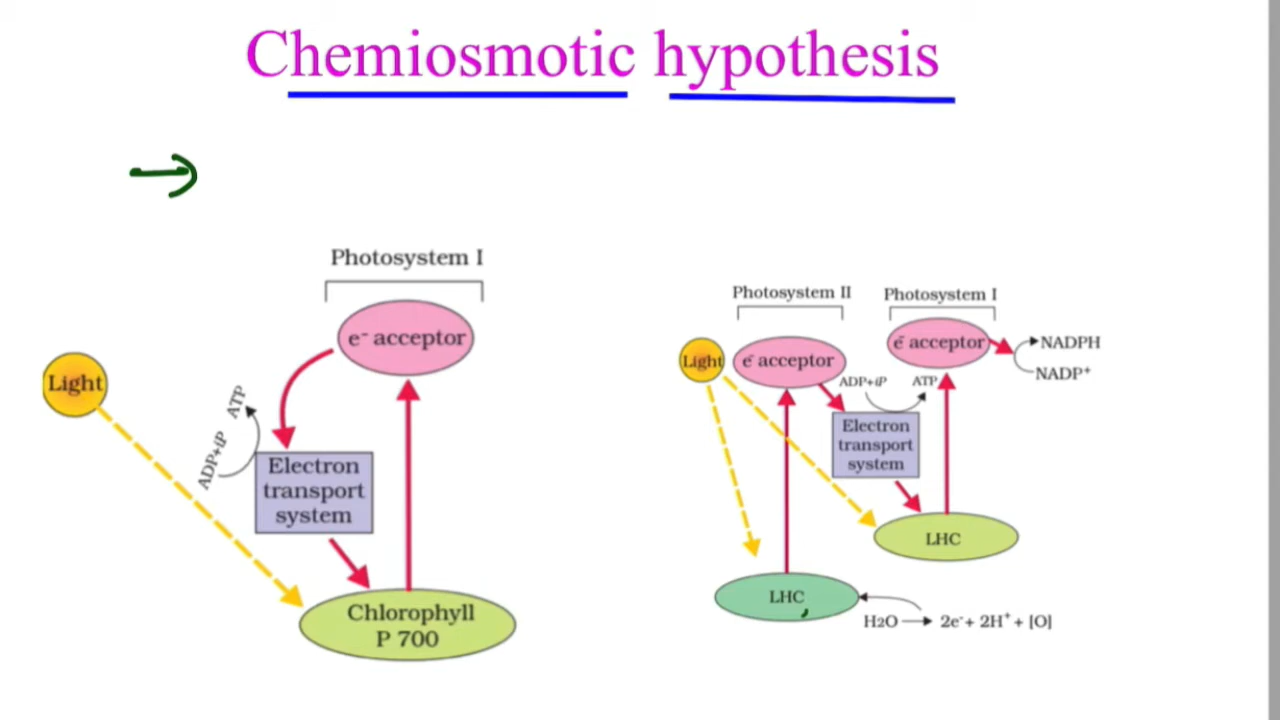 Chemiosmotic hypothesis
Photosystem I
e⁻ acceptor
Light
ATP
ADP+iP
Electron
transport
system
Chlorophyll
P 700
Photosystem II
Photosystem I
Light
e⁻ acceptor
e⁻ acceptor
NADPH
NADP⁺
ADP+iP
ATP
Electron
transport
system
LHC
LHC
H2O → 2e⁻+ 2H⁺ + [O]